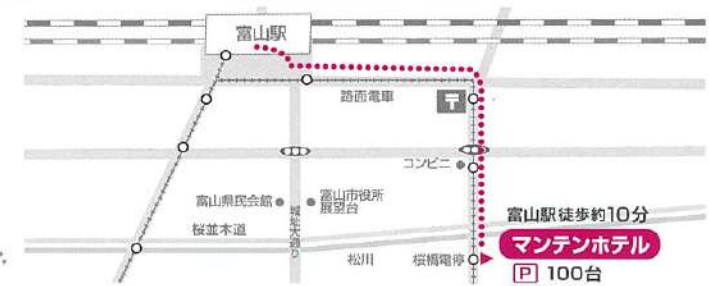 富山駅
路面電車
〒
コンビニ
富山県民会館
富山市役所
展望台
城址大通り
桜並木道
富山駅徒歩約10分
マンテンホテル
松川
桜橋電停
P 100台